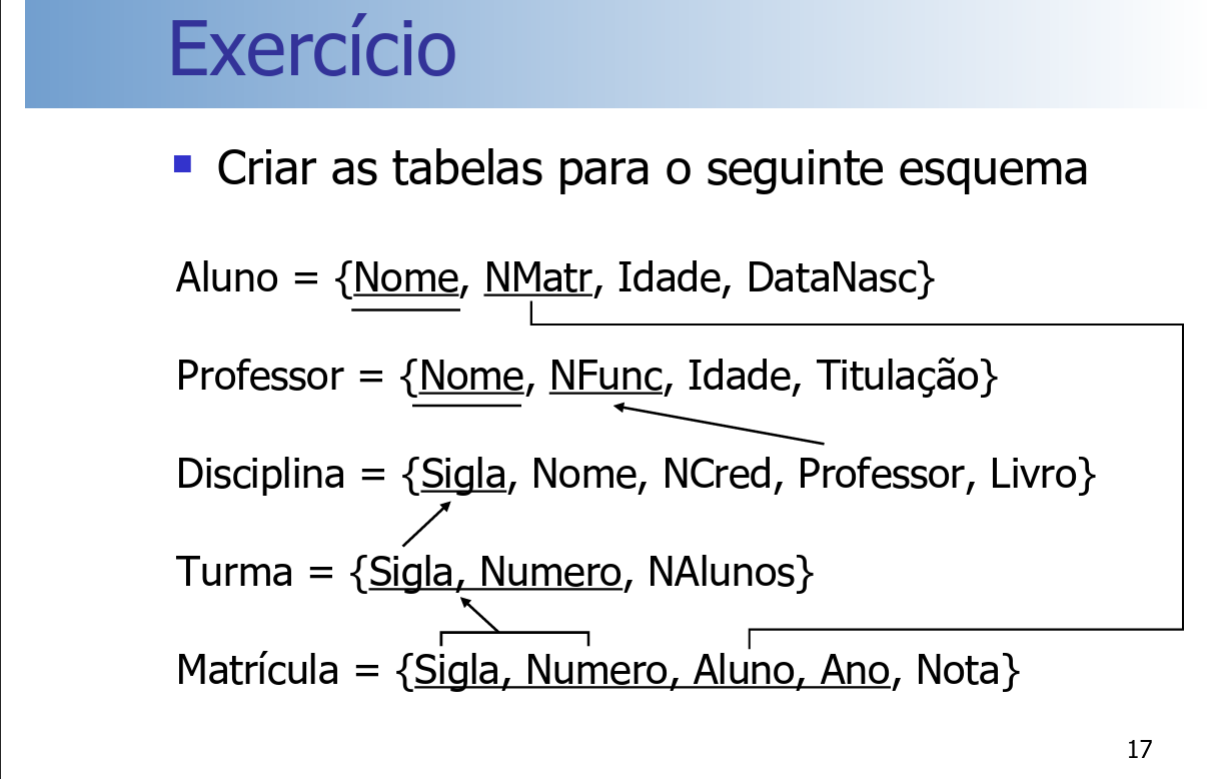 Exercício
Criar as tabelas para o seguinte esquema
Aluno = {Nome, NMatr, Idade, DataNasc}
Professor = {Nome, NFunc, Idade, Titulação}
Disciplina = {Sigla, Nome, NCred, Professor, Livro}
Turma = {Sigla, Numero, NAlunos}
Matrícula = {Sigla, Numero, Aluno, Ano, Nota}
17